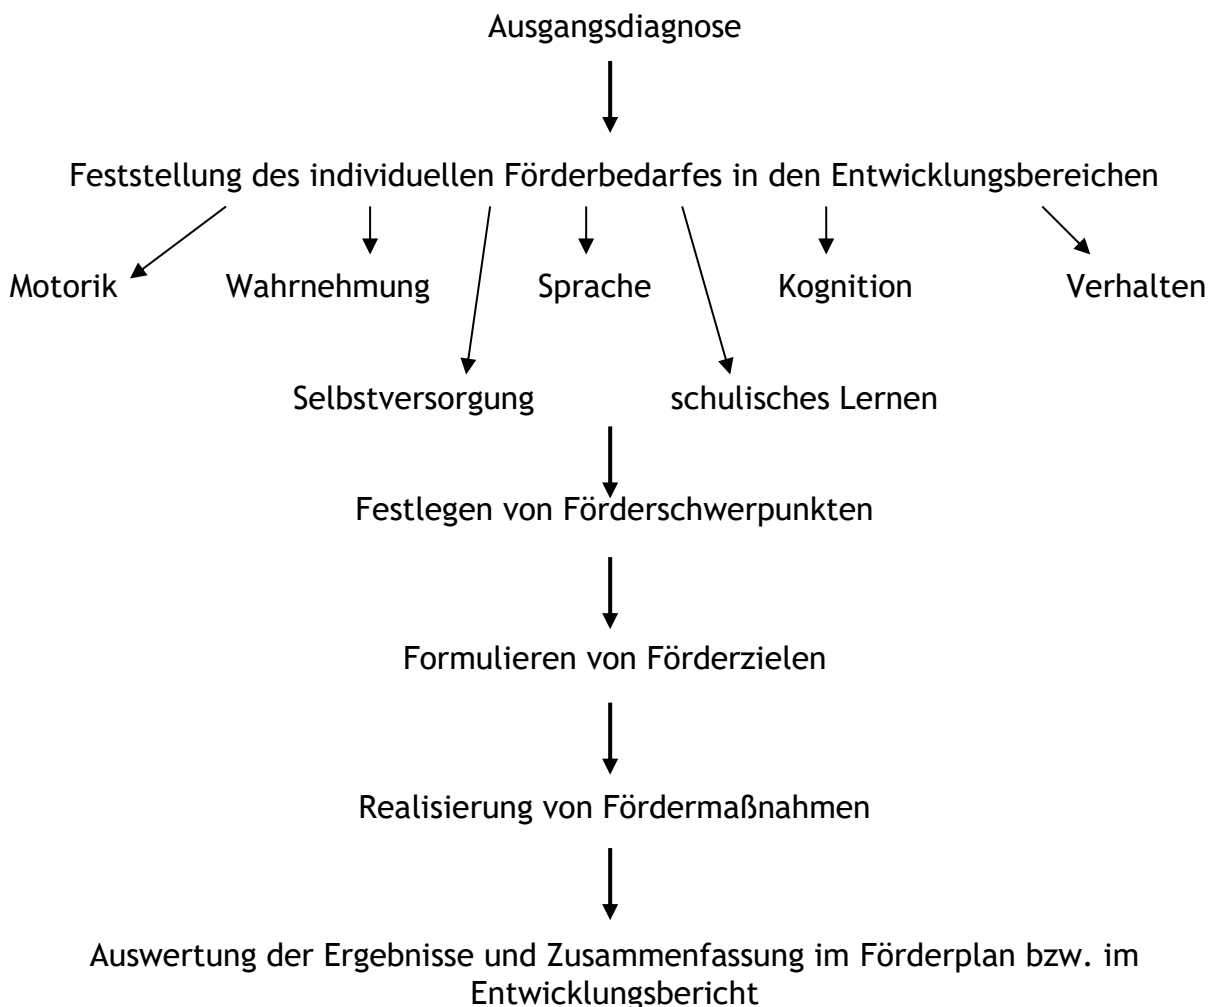 Ausgangsdiagnose
Feststellung des individuellen Förderbedarfes in den Entwicklungsbereichen
Motorik Wahrnehmung Sprache Kognition Verhalten
Selbstversorgung schulisches Lernen
Festlegen von Förderschwerpunkten
Formulieren von Förderzielen
Realisierung von Fördermaßnahmen
Auswertung der Ergebnisse und Zusammenfassung im Förderplan bzw. im
Entwicklungsbericht